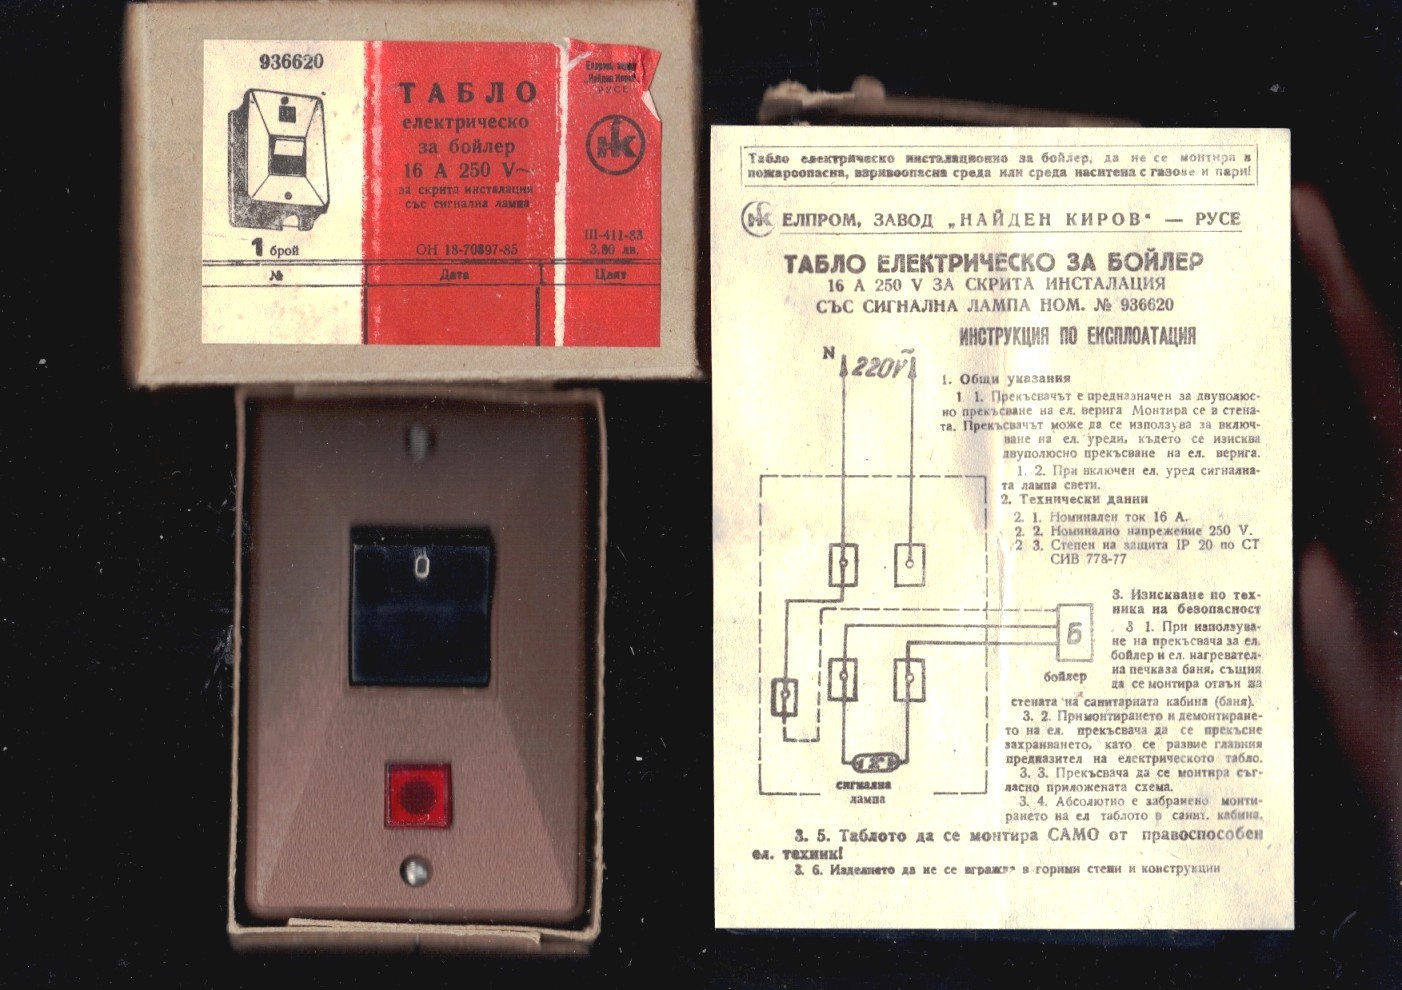 936620
ТАБЛО
електрическо
за бойлер
16 А 250 V~
за скрита инсталация
със сигнална лампа
1 брой
ОН 18-70897-85
РУСЕ
III-411-83
3.80 лв.
№ Дата Цвят
Табло електрическо инсталационно за бойлер, да не се монтира в
пожароопасна, взривоопасна среда или среда наситена с газове и пари!
ЕЛПРОМ, ЗАВОД „НАЙДЕН КИРОВ“ — РУСЕ
ТАБЛО ЕЛЕКТРИЧЕСКО ЗА БОЙЛЕР
16 А 250 V ЗА СКРИТА ИНСТАЛАЦИЯ
СЪС СИГНАЛНА ЛАМПА НОМ. № 936620
ИНСТРУКЦИЯ ПО ЕКСПЛОАТАЦИЯ
N 220V~
1. Общи указания
1 1. Прекъсвачът е предназначен за двуполюс-
но прекъсване на ел. верига Монтира се в стена-
та. Прекъсвачът може да се използва за включ-
ване на ел. уреди, където се изисква
двуполюсно прекъсване на ел. верига.
1. 2. При включен ел. уред сигнална-
та лампа свети.
2. Технически данни
2. 1. Номинален ток 16 А.
2. 2. Номинално напрежение 250 V.
2 3. Степен на защита IP 20 по СТ
СИВ 778-77
3. Изискване по тех-
ника на безопасност
3 1. При използва-
не на прекъсвача за ел.
бойлер и ел. нагревател-
на печка за баня, същия
да се монтира отвън на
стената на санитарната кабина (баня).
3. 2. При монтирането и демонтиране-
то на ел. прекъсвача да се прекъсне
захранването, като се развие главния
предпазител на електрическото табло.
3. 3. Прекъсвача да се монтира съг-
ласно приложената схема.
3. 4. Абсолютно е забранено монти-
рането на ел таблото в санит. кабина.
3. 5. Таблото да се монтира САМО от правоспособен
ел. техник!
3. 6. Изделието да не се вгражда в горими стени и конструкции
Б
бойлер
сигнална
лампа
0